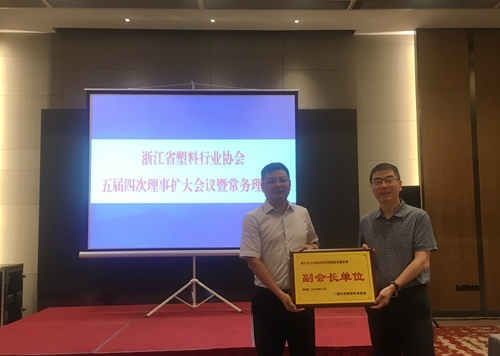 浙江省塑料行业协会
五届四次理事扩大会议暨常务理
副会长单位